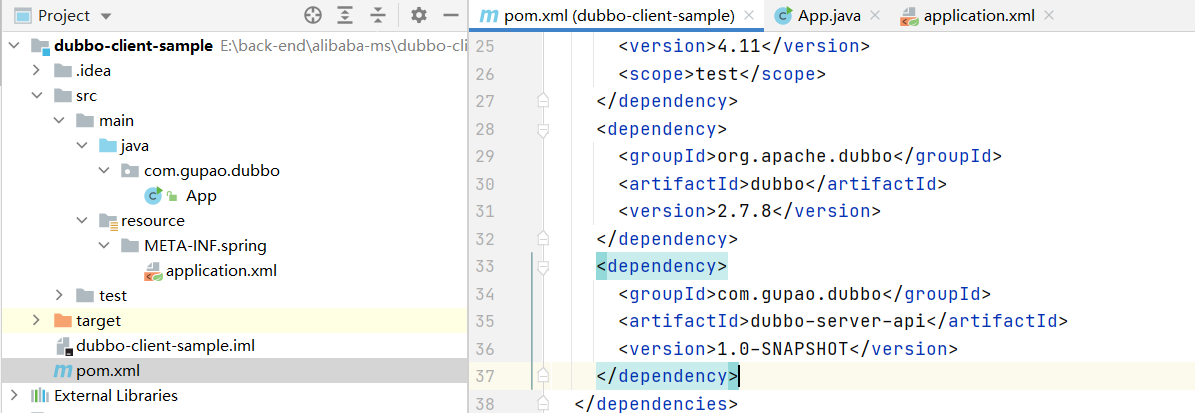 Project
dubbo-client-sample E:\back-end\alibaba-ms\dubbo-cli
.idea
src
main
java
com.gupao.dubbo
App
resource
META-INF.spring
application.xml
test
target
dubbo-client-sample.iml
pom.xml
External Libraries
pom.xml (dubbo-client-sample) App.java application.xml
25 <version>4.11</version>
26 <scope>test</scope>
27 </dependency>
28 <dependency>
29 <groupId>org.apache.dubbo</groupId>
30 <artifactId>dubbo</artifactId>
31 <version>2.7.8</version>
32 </dependency>
33 <dependency>
34 <groupId>com.gupao.dubbo</groupId>
35 <artifactId>dubbo-server-api</artifactId>
36 <version>1.0-SNAPSHOT</version>
37 </dependency>
38 </dependencies>